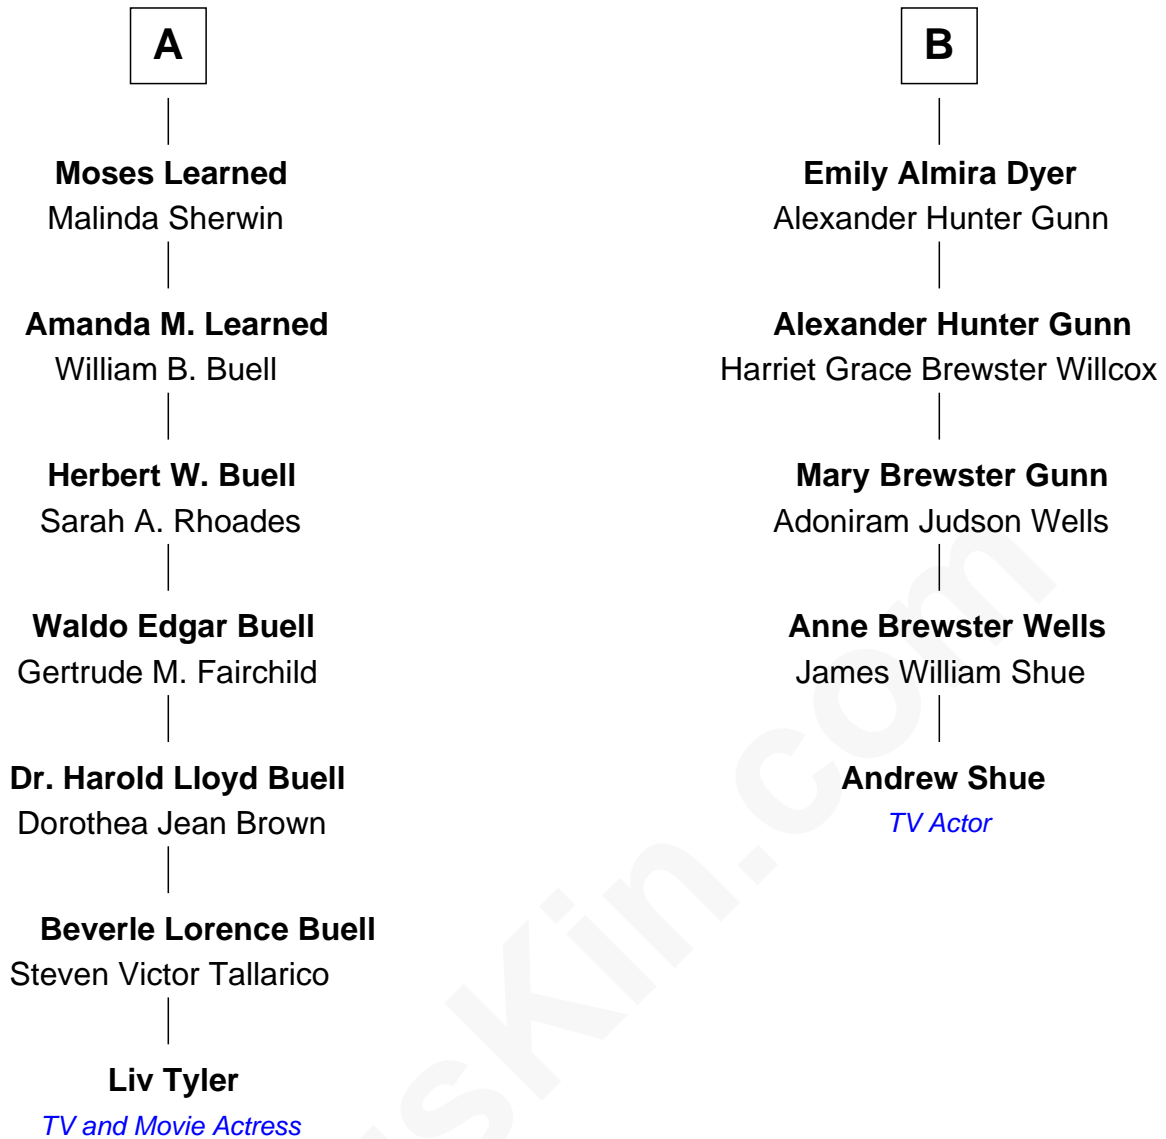 A
Moses Learned
Malinda Sherwin
Amanda M. Learned
William B. Buell
Herbert W. Buell
Sarah A. Rhoades
Waldo Edgar Buell
Gertrude M. Fairchild
Dr. Harold Lloyd Buell
Dorothea Jean Brown
Beverle Lorence Buell
Steven Victor Tallarico
Liv Tyler
TV and Movie Actress
B
Emily Almira Dyer
Alexander Hunter Gunn
Alexander Hunter Gunn
Harriet Grace Brewster Willcox
Mary Brewster Gunn
Adoniram Judson Wells
Anne Brewster Wells
James William Shue
Andrew Shue
TV Actor
sKin.com